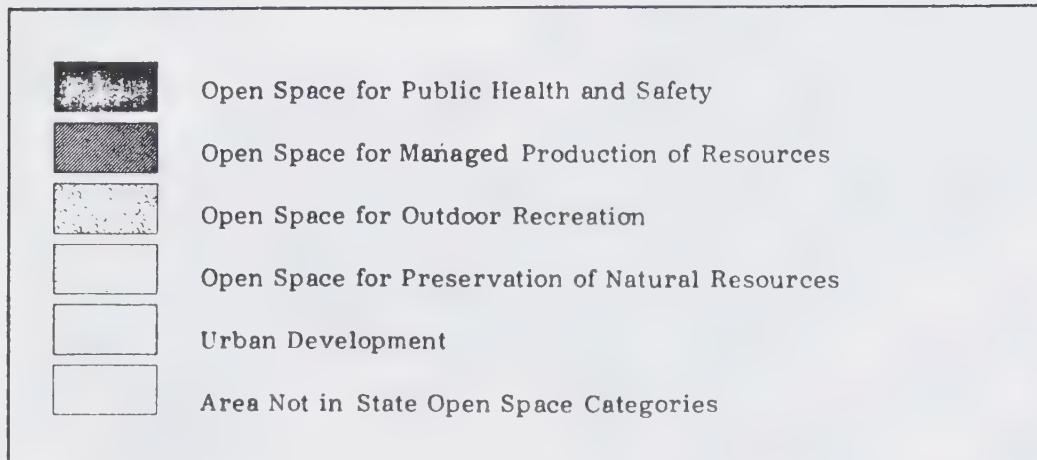 Open Space for Public Health and Safety
Open Space for Managed Production of Resources
Open Space for Outdoor Recreation
Open Space for Preservation of Natural Resources
Urban Development
Area Not in State Open Space Categories